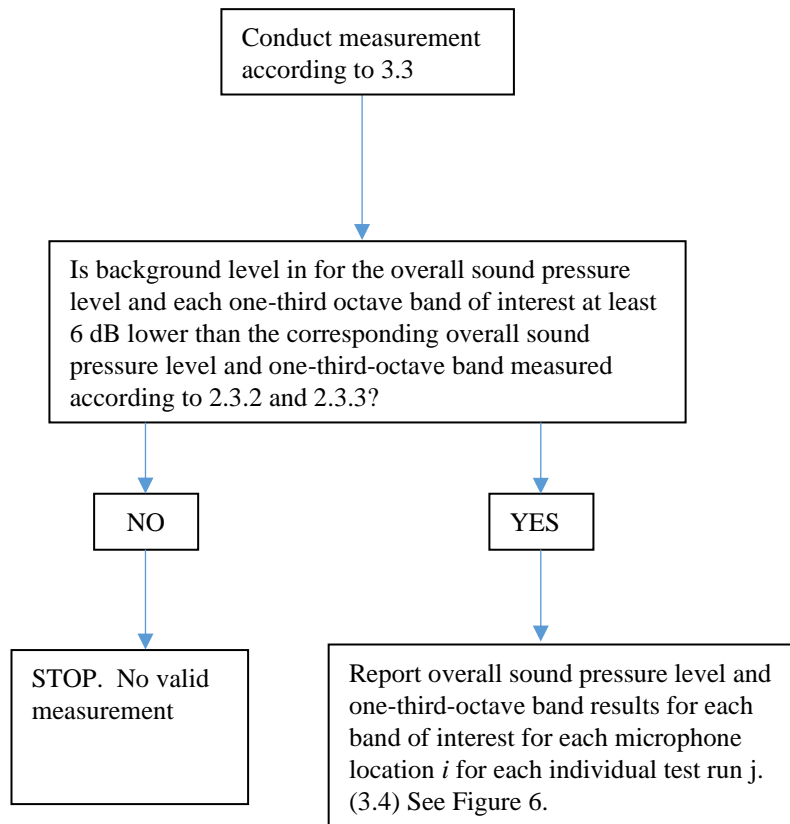 Conduct measurement
according to 3.3
Is background level in for the overall sound pressure
level and each one-third octave band of interest at least
6 dB lower than the corresponding overall sound
pressure level and one-third-octave band measured
according to 2.3.2 and 2.3.3?
NO
YES
STOP.  No valid
measurement
Report overall sound pressure level and
one-third-octave band results for each
band of interest for each microphone
location i for each individual test run j.
(3.4) See Figure 6.